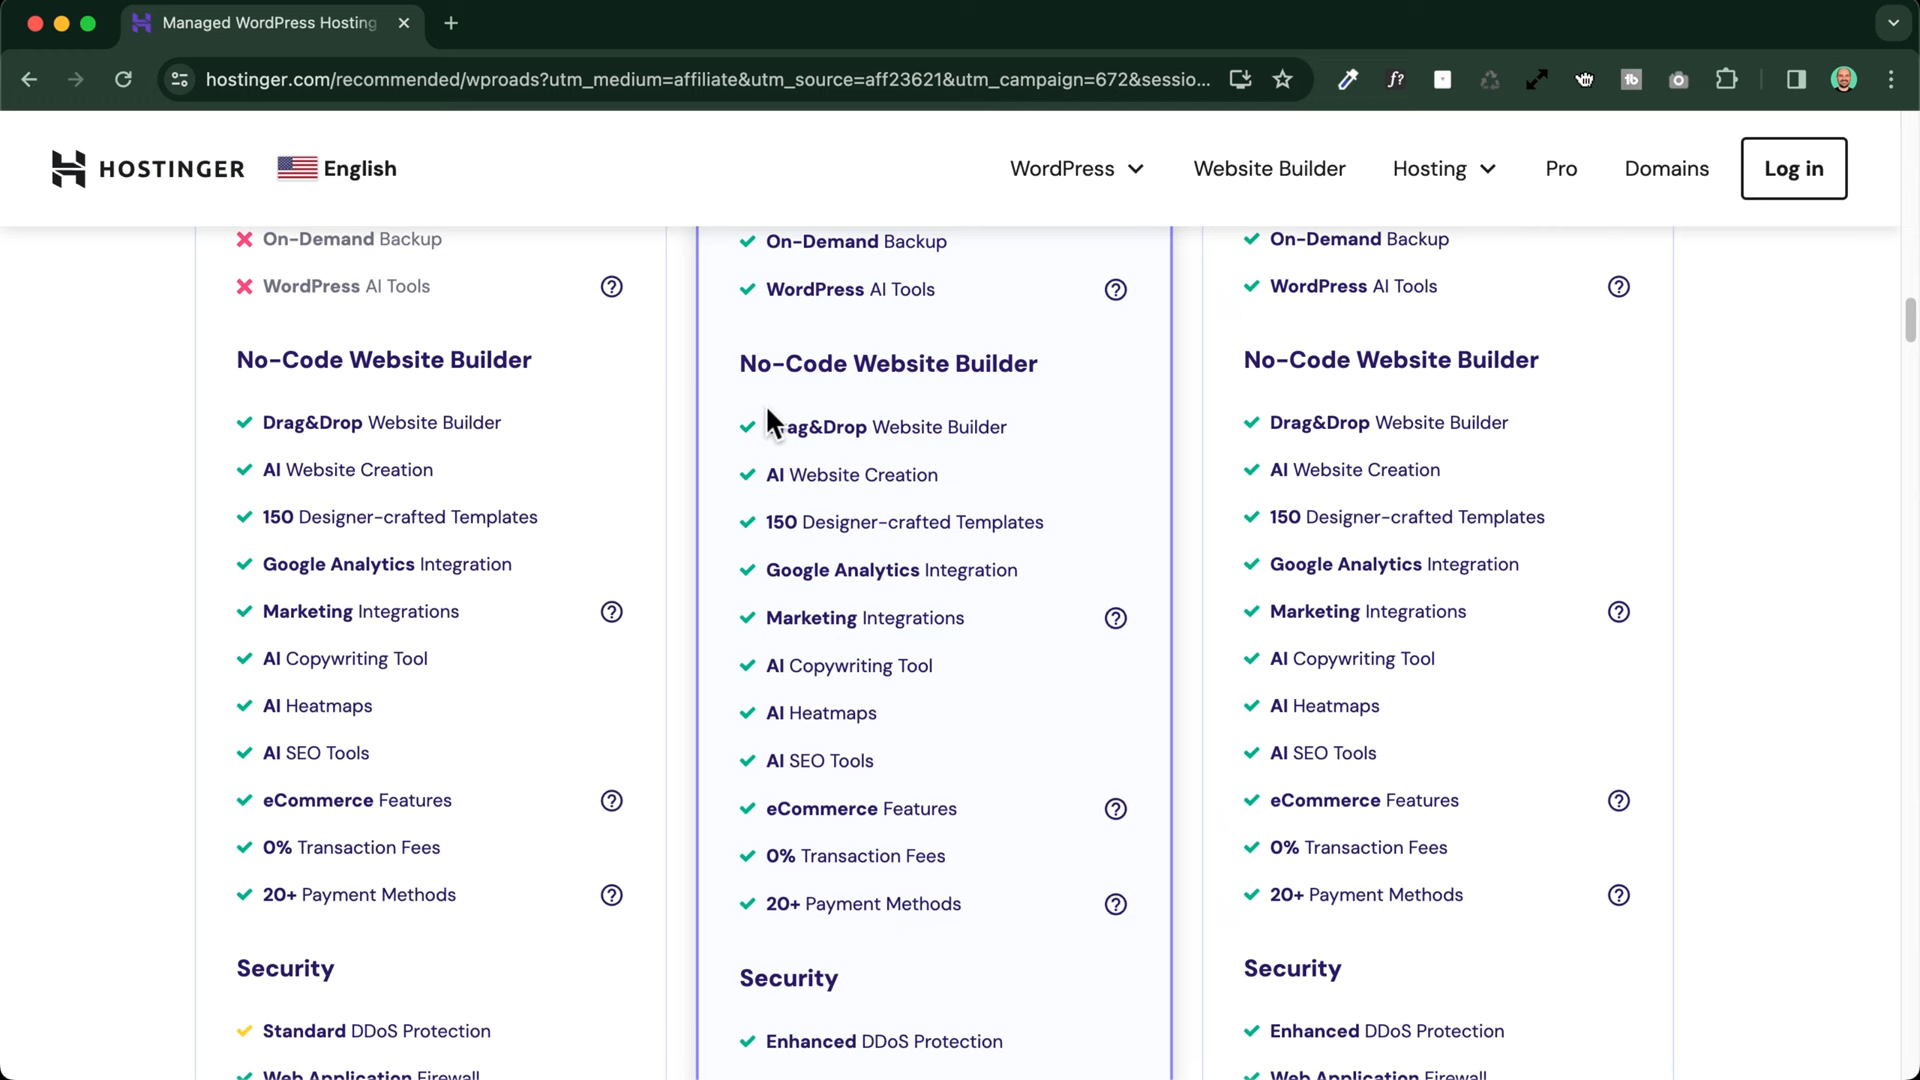 Managed WordPress Hosting
hostinger.com/recommended/wproads?utm_medium=affiliate&utm_source=aff23621&utm_campaign=672&sessio...
f?
tb
HOSTINGER
English
WordPress
Website Builder
Hosting
Pro
Domains
Log in
On-Demand Backup
WordPress AI Tools
No-Code Website Builder
Drag&Drop Website Builder
AI Website Creation
150 Designer-crafted Templates
Google Analytics Integration
Marketing Integrations
AI Copywriting Tool
AI Heatmaps
AI SEO Tools
eCommerce Features
0% Transaction Fees
20+ Payment Methods
Security
Standard DDoS Protection
Web Application Firewall
On-Demand Backup
WordPress AI Tools
No-Code Website Builder
ag&Drop Website Builder
AI Website Creation
150 Designer-crafted Templates
Google Analytics Integration
Marketing Integrations
AI Copywriting Tool
AI Heatmaps
AI SEO Tools
eCommerce Features
0% Transaction Fees
20+ Payment Methods
Security
Enhanced DDoS Protection
On-Demand Backup
WordPress AI Tools
No-Code Website Builder
Drag&Drop Website Builder
AI Website Creation
150 Designer-crafted Templates
Google Analytics Integration
Marketing Integrations
AI Copywriting Tool
AI Heatmaps
AI SEO Tools
eCommerce Features
0% Transaction Fees
20+ Payment Methods
Security
Enhanced DDoS Protection
Web Application Firewall